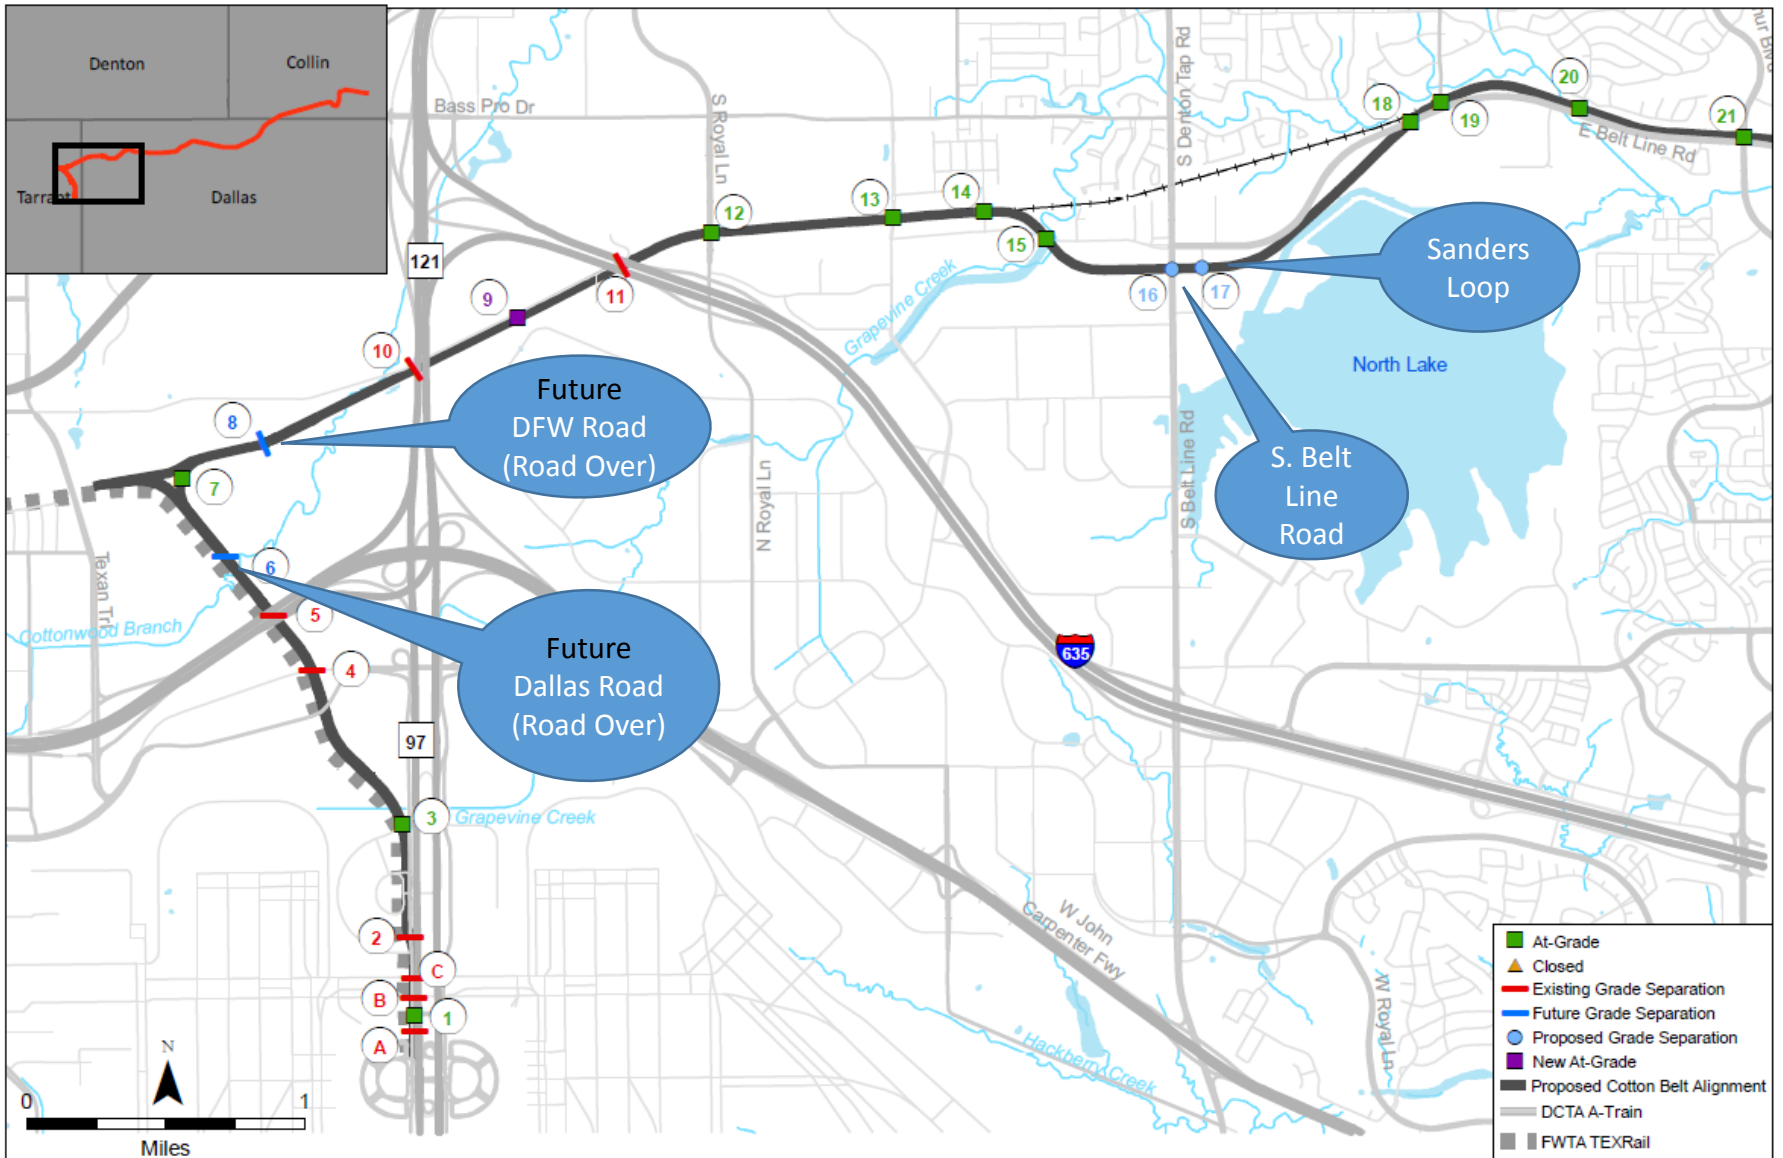 Denton
Collin
Tarrant
Dallas
Bass Pro Dr
S Royal Ln
S Denton Tap Rd
20
18
19
21
E Belt Line Rd
121
12
13
14
15
16
17
Sanders
Loop
9
11
10
Grapevine Creek
North Lake
8
Future
DFW Road
(Road Over)
7
S. Belt
Line
Road
S Belt Line Rd
N Royal Ln
Texan Trl
6
5
Cottonwood Branch
4
Future
Dallas Road
(Road Over)
635
97
3
Grapevine Creek
2
C
B
1
A
W John
Carpenter Fwy
W Royal Ln
Hackberry Creek
N
0
1
Miles
At-Grade
Closed
Existing Grade Separation
Future Grade Separation
Proposed Grade Separation
New At-Grade
Proposed Cotton Belt Alignment
DCTA A-Train
FWTA TEXRail